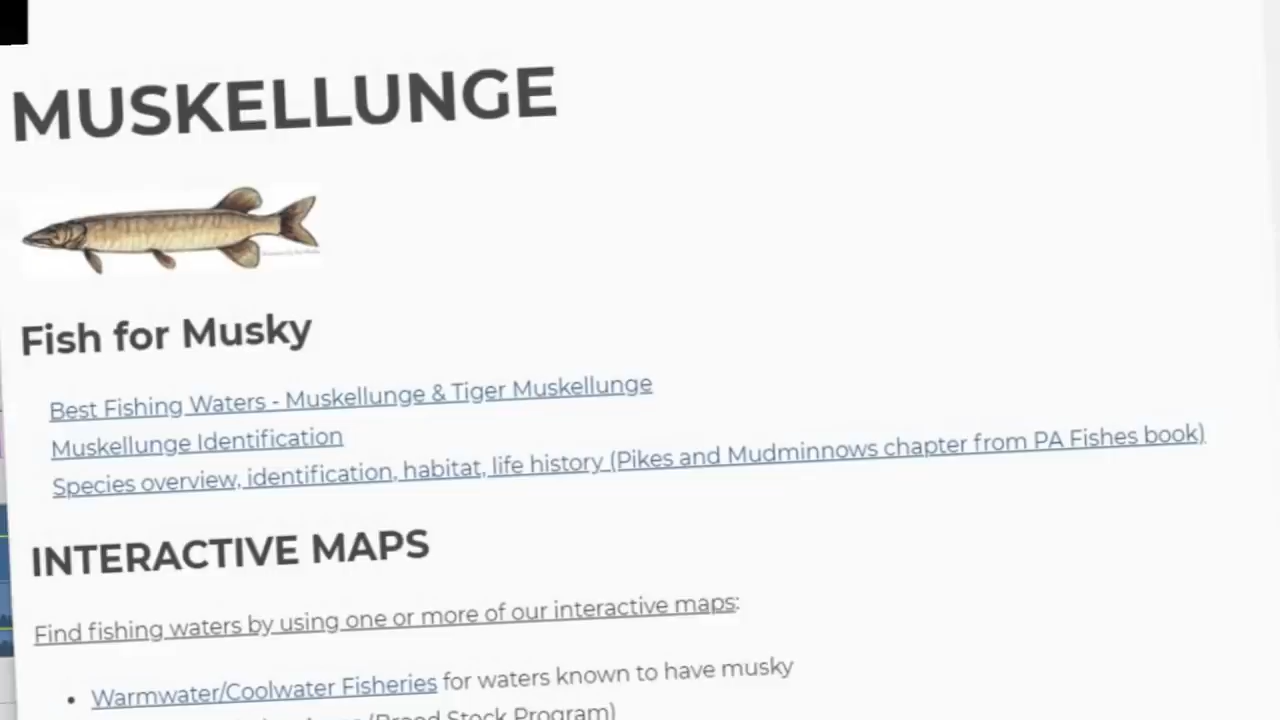 MUSKELLUNGE
Fish for Musky
Best Fishing Waters - Muskellunge & Tiger Muskellunge
Muskellunge Identification
Species overview, identification, habitat, life history (Pikes and Mudminnows chapter from PA Fishes book)
INTERACTIVE MAPS
Find fishing waters by using one or more of our interactive maps:
• Warmwater/Coolwater Fisheries for waters known to have musky
Stock Program)